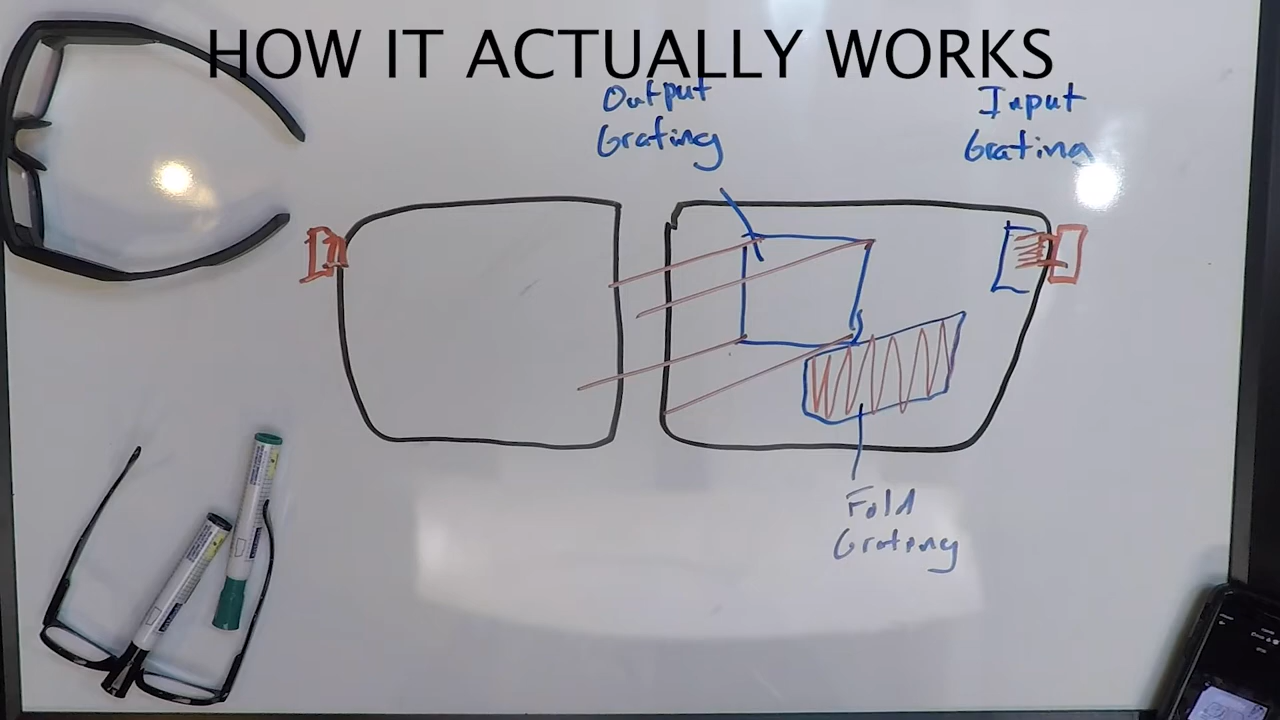 HOW IT ACTUALLY WORKS
Output
Grating
Input
Grating
Fold
Grating